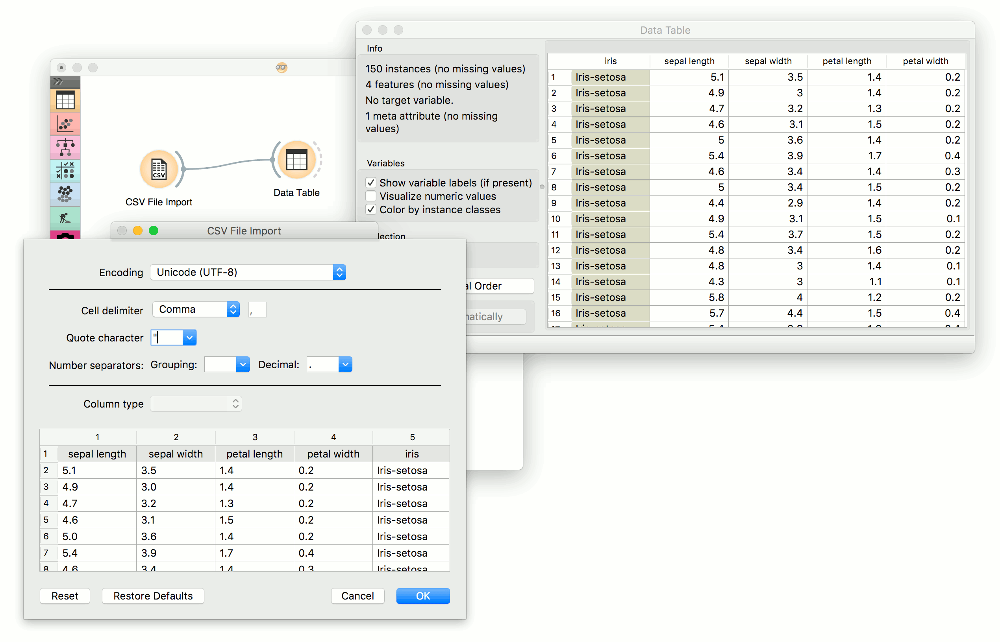 Data Table
Info
150 instances (no missing values)
4 features (no missing values)
No target variable.
1 meta attribute (no missing
values)
Variables
Show variable labels (if present)
Visualize numeric values
Color by instance classes
lection
al Order
matically
iris sepal length sepal width petal length petal width
1 Iris-setosa 5.1 3.5 1.4 0.2
2 Iris-setosa 4.9 3 1.4 0.2
3 Iris-setosa 4.7 3.2 1.3 0.2
4 Iris-setosa 4.6 3.1 1.5 0.2
5 Iris-setosa 5 3.6 1.4 0.2
6 Iris-setosa 5.4 3.9 1.7 0.4
7 Iris-setosa 4.6 3.4 1.4 0.3
8 Iris-setosa 5 3.4 1.5 0.2
9 Iris-setosa 4.4 2.9 1.4 0.2
10 Iris-setosa 4.9 3.1 1.5 0.1
11 Iris-setosa 5.4 3.7 1.5 0.2
12 Iris-setosa 4.8 3.4 1.6 0.2
13 Iris-setosa 4.8 3 1.4 0.1
14 Iris-setosa 4.3 3 1.1 0.1
15 Iris-setosa 5.8 4 1.2 0.2
16 Iris-setosa 5.7 4.4 1.5 0.4
CSV
CSV File Import
Data Table
CSV File Import
Encoding Unicode (UTF-8)
Cell delimiter Comma ,
Quote character "
Number separators: Grouping: Decimal: .
Column type
1 2 3 4 5
1 sepal length sepal width petal length petal width iris
2 5.1 3.5 1.4 0.2 Iris-setosa
3 4.9 3.0 1.4 0.2 Iris-setosa
4 4.7 3.2 1.3 0.2 Iris-setosa
5 4.6 3.1 1.5 0.2 Iris-setosa
6 5.0 3.6 1.4 0.2 Iris-setosa
7 5.4 3.9 1.7 0.4 Iris-setosa
8 4.6 3.4 1.4 0.3 Iris-setosa
Reset Restore Defaults Cancel OK